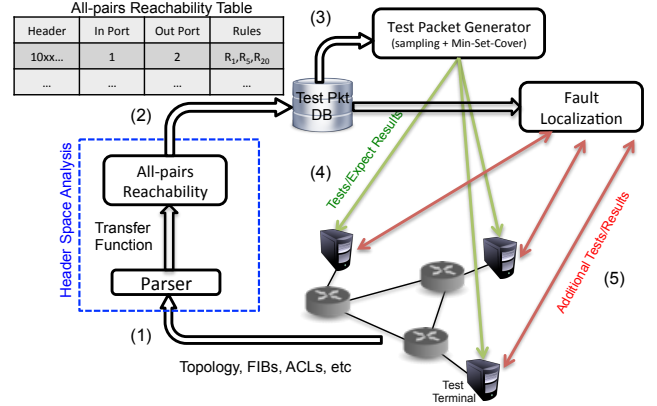 All-pairs Reachability Table
Header In Port Out Port Rules
10xx... 1 2 R1,R5,R20
... ... ... ...
(3)
Test Packet Generator
(sampling + Min-Set-Cover)
(2)
Test Pkt
DB
Fault
Localization
Header Space Analysis
All-pairs
Reachability
Transfer
Function
Parser
(4)
Tests/Expect Results
Additional Tests/Results
(5)
(1)
Topology, FIBs, ACLs, etc
Test
Terminal